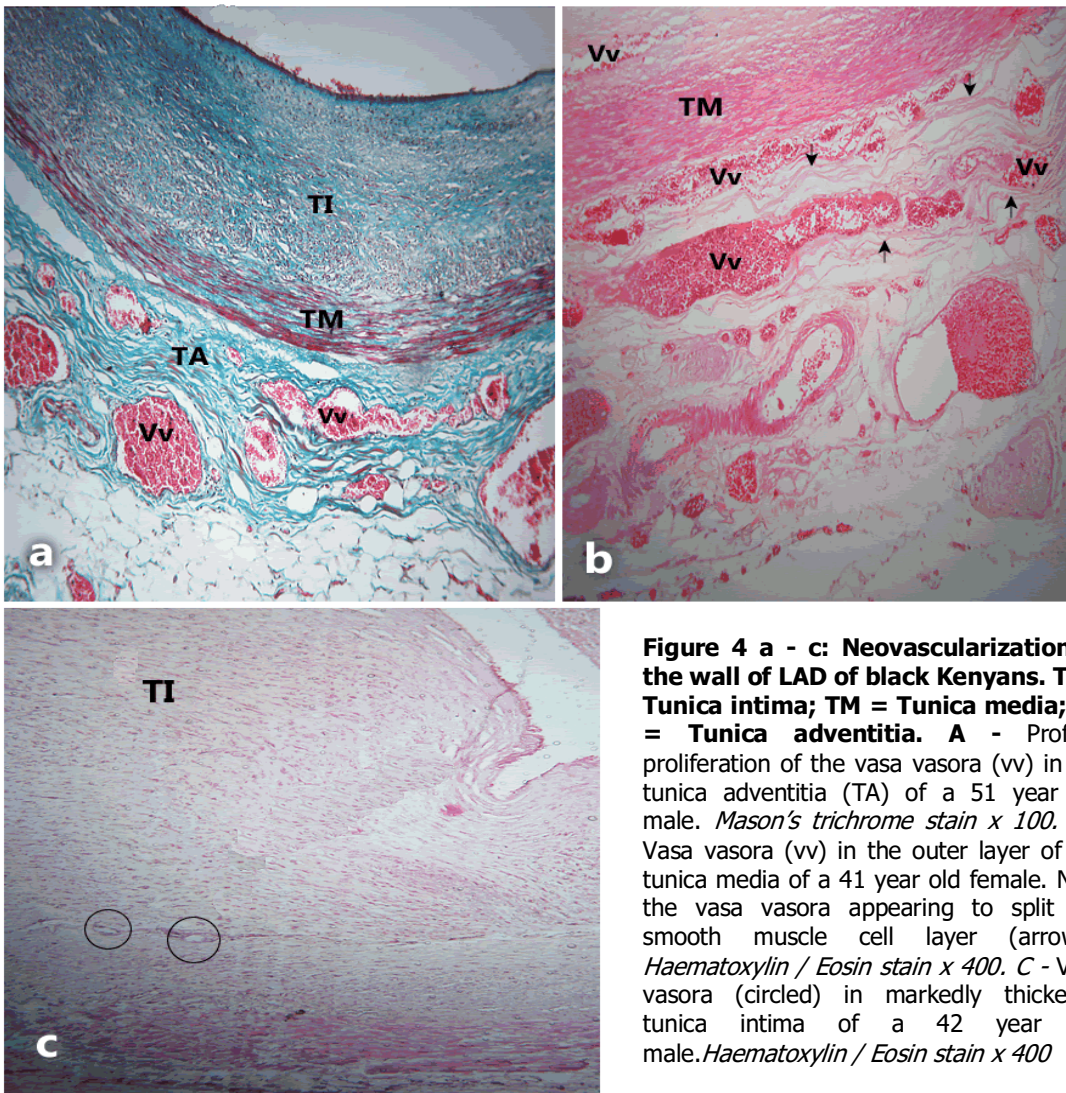 Vv
TM
Vv
Vv
Vv
TI
TM
TA
Vv
Vv
a
b
TI
c
Figure 4 a - c: Neovascularization
the wall of LAD of black Kenyans. T
Tunica intima; TM = Tunica media;
= Tunica adventitia. A - Prof
proliferation of the vasa vasora (vv) in
tunica adventitia (TA) of a 51 year
male. Mason's trichrome stain x 100.
Vasa vasora (vv) in the outer layer of
tunica media of a 41 year old female. N
the vasa vasora appearing to split
smooth muscle cell layer (arrow
Haematoxylin / Eosin stain x 400. C - V
vasora (circled) in markedly thicke
tunica intima of a 42 year
male.Haematoxylin / Eosin stain x 400